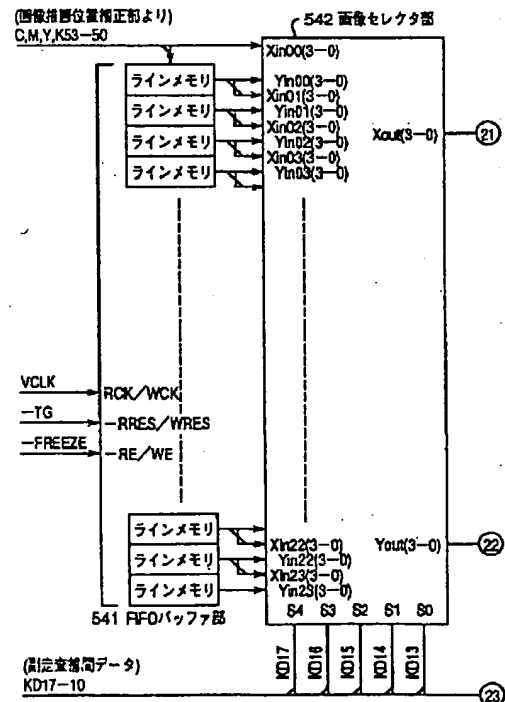 (画像描画位置補正部より)
C,M,Y,K53-50
542 画像セレクタ部
Xin00(3-0)
ラインメモリ
Yin00(3-0)
Xin01(3-0)
ラインメモリ
Yin01(3-0)
Xin02(3-0)
ラインメモリ
Yin02(3-0)
Xin03(3-0)
ラインメモリ
Yin03(3-0)
Xout(3-0)
21
VCLK
RCK/WCK
-TG
-RRES/WRES
-FREEZE
-RE/WE
ラインメモリ
Xin22(3-0)
ラインメモリ
Yin22(3-0)
Xin23(3-0)
ラインメモリ
Yin23(3-0)
Yout(3-0)
22
541 FIFOバッファ部
S4 S3 S2 S1 S0
KD17 KD16 KD15 KD14 KD13
(副走査間データ)
KD17-10
23